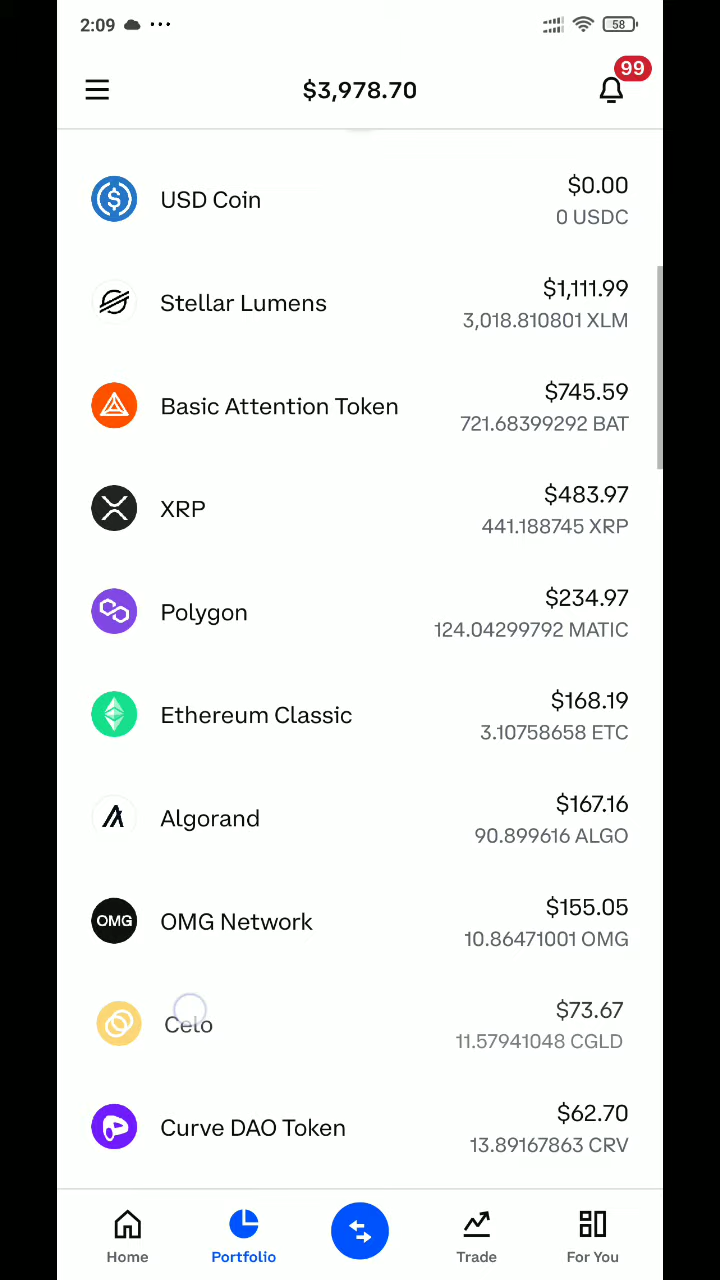 2:09
58
$3,978.70
99
USD Coin
$0.00
0 USDC
Stellar Lumens
$1,111.99
3,018.810801 XLM
Basic Attention Token
$745.59
721.68399292 BAT
XRP
$483.97
441.188745 XRP
Polygon
$234.97
124.04299792 MATIC
Ethereum Classic
$168.19
3.10758658 ETC
Algorand
$167.16
90.899616 ALGO
OMG
OMG Network
$155.05
10.86471001 OMG
Celo
$73.67
11.57941048 CGLD
Curve DAO Token
$62.70
13.89167863 CRV
Home
Portfolio
Trade
For You